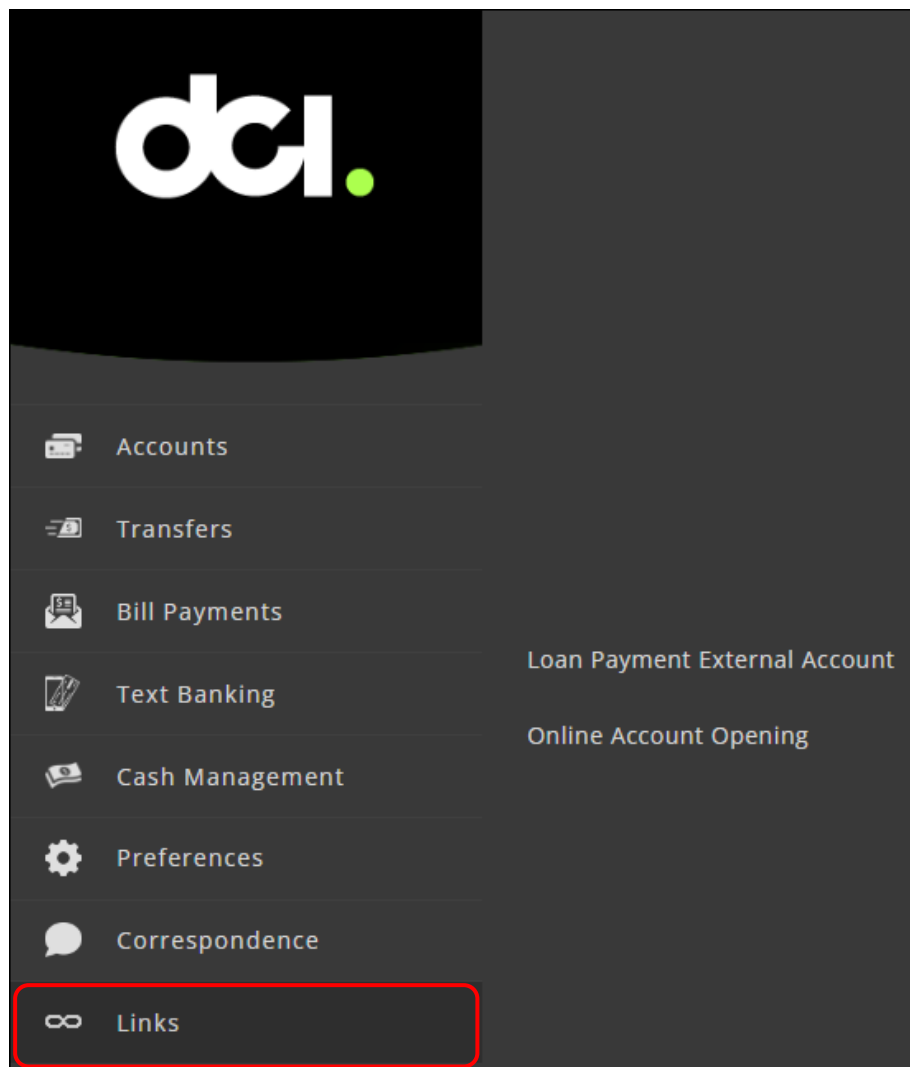 dci.
Accounts
Transfers
Bill Payments
Text Banking
Cash Management
Preferences
Correspondence
Links
Loan Payment External Account
Online Account Opening